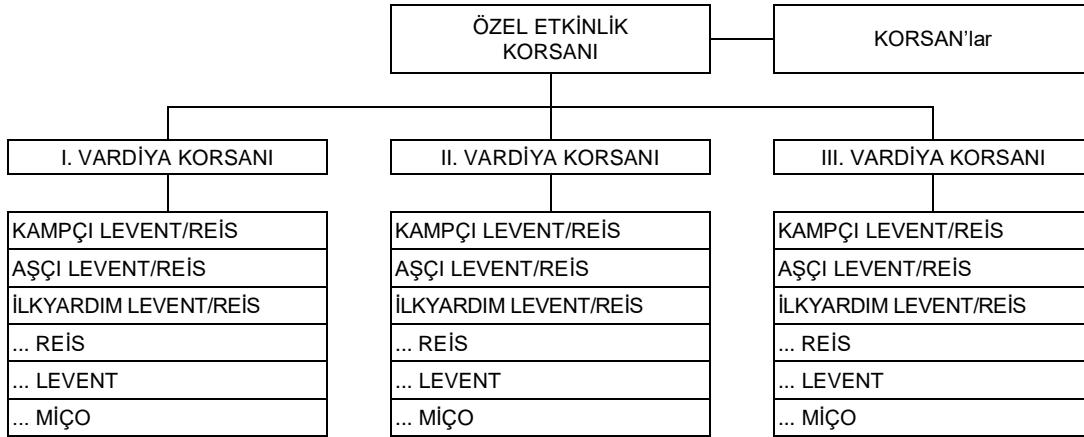 ÖZEL ETKİNLİK
KORSANI
KORSAN’lar
I. VARDİYA KORSANI
II. VARDİYA KORSANI
III. VARDİYA KORSANI
KAMPÇI LEVENT/REİS
AŞÇI LEVENT/REİS
İLKYARDIM LEVENT/REİS
... REİS
... LEVENT
... MİÇO
KAMPÇI LEVENT/REİS
AŞÇI LEVENT/REİS
İLKYARDIM LEVENT/REİS
... REİS
... LEVENT
... MİÇO
KAMPÇI LEVENT/REİS
AŞÇI LEVENT/REİS
İLKYARDIM LEVENT/REİS
... REİS
... LEVENT
... MİÇO